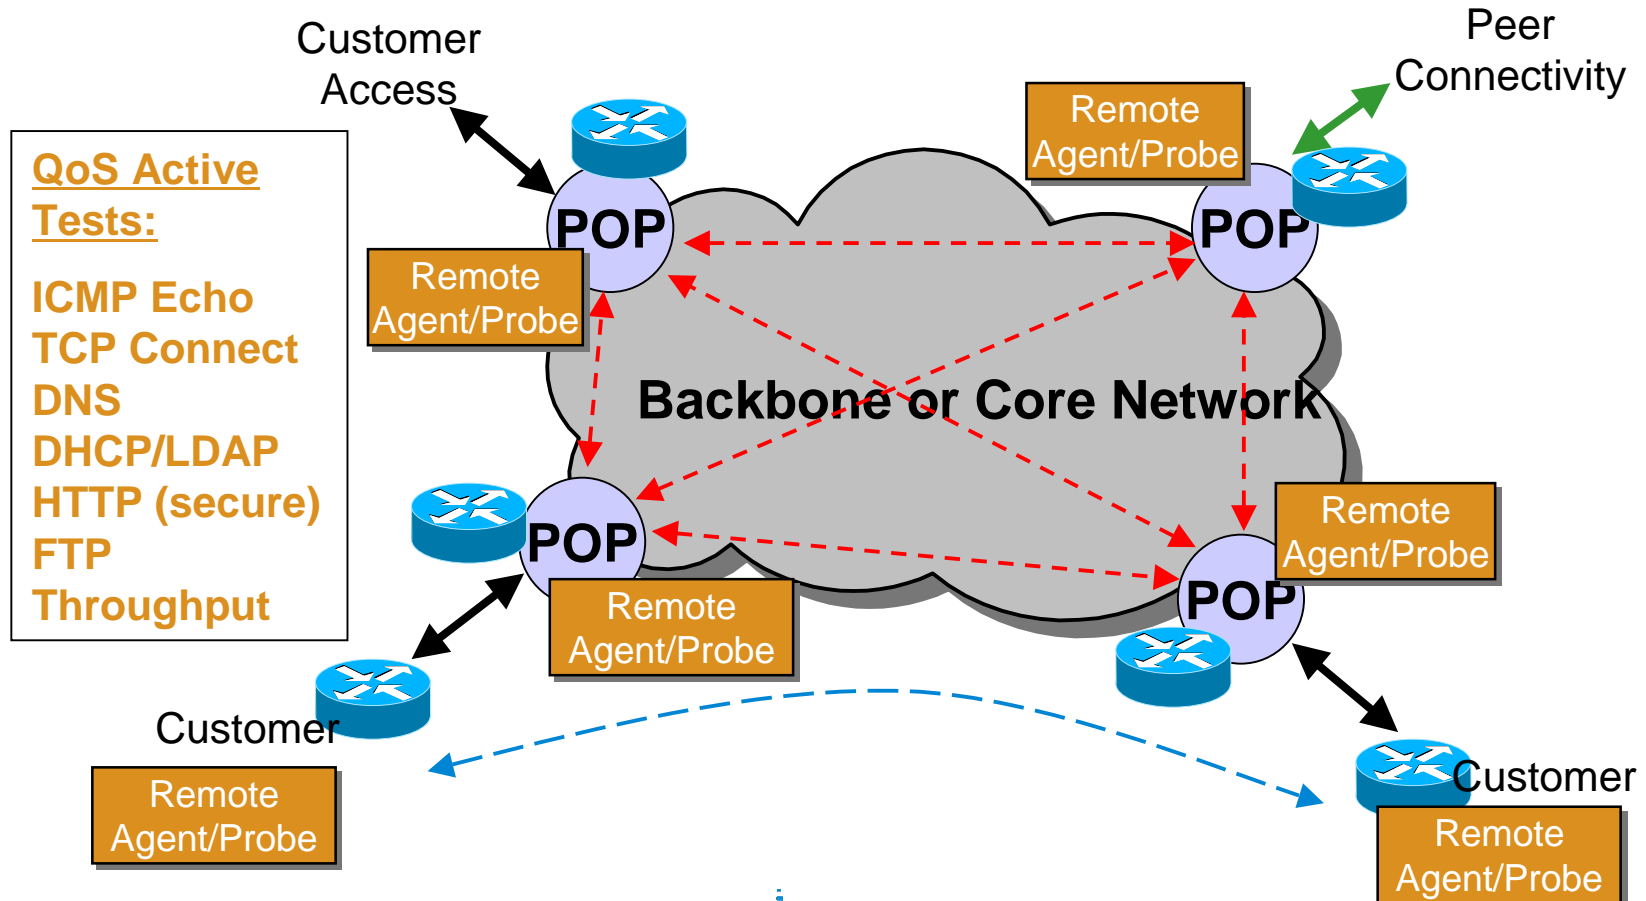 Customer
Access
Peer
Connectivity
Remote
Agent/Probe
QoS Active
Tests:
ICMP Echo
TCP Connect
DNS
DHCP/LDAP
HTTP (secure)
FTP
Throughput
POP
POP
Remote
Agent/Probe
Backbone or Core Network
POP
Remote
Agent/Probe
Remote
Agent/Probe
POP
Customer
Remote
Agent/Probe
Customer
Remote
Agent/Probe